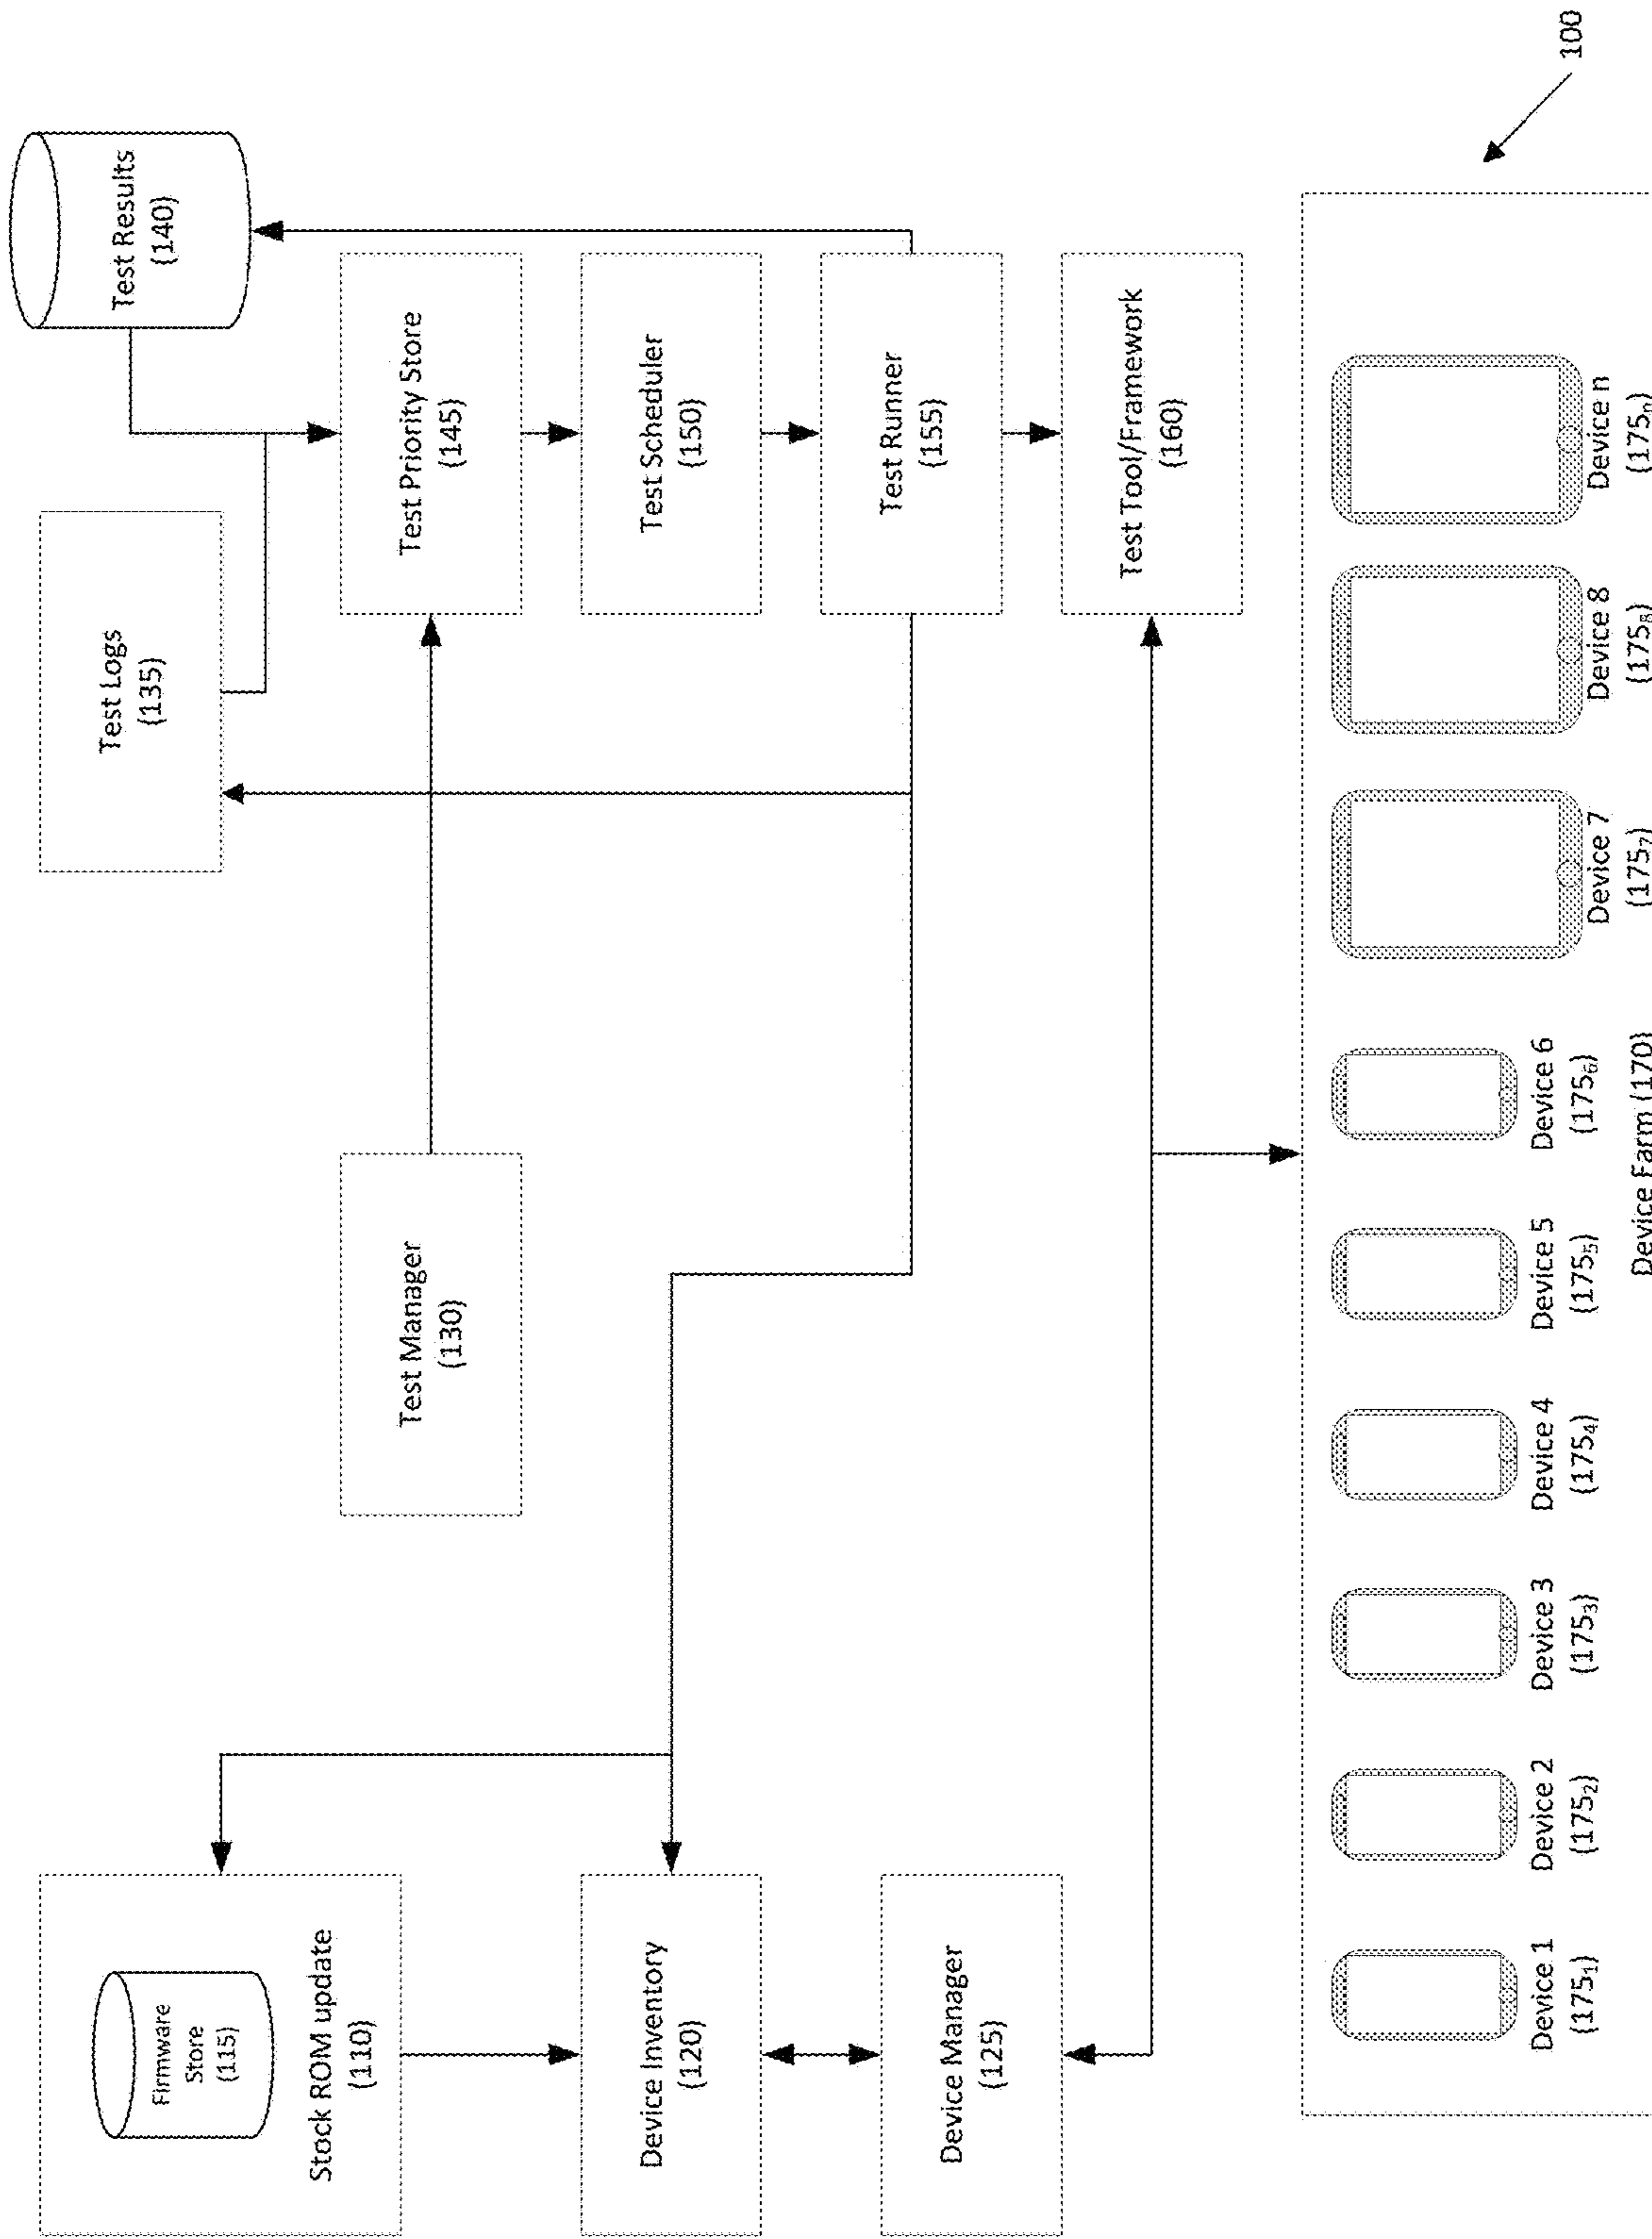 Firmware
Store
(115)
Stock ROM update
(110)
Device Inventory
(120)
Device Manager
(125)
Test Manager
(130)
Test Logs
(135)
Test Results
(140)
Test Priority Store
(145)
Test Scheduler
(150)
Test Runner
(155)
Test Tool/Framework
(160)
Device 1
(175₁)
Device 2
(175₂)
Device 3
(175₃)
Device 4
(175₄)
Device 5
(175₅)
Device 6
(175₆)
Device 7
(175₇)
Device 8
(175₈)
Device n
(175ₙ)
Device Farm (170)
100